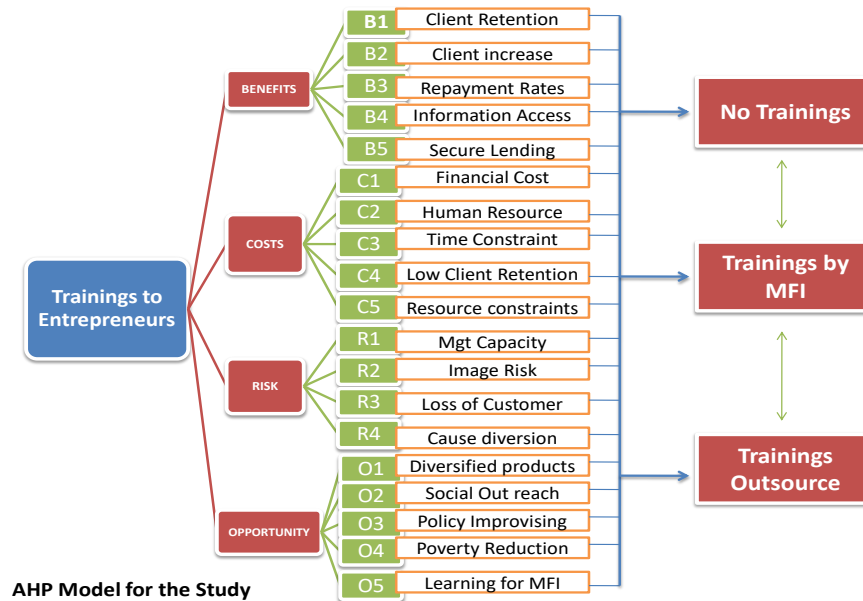 Trainings to
Entrepreneurs
BENEFITS
B1 Client Retention
B2 Client increase
B3 Repayment Rates
B4 Information Access
B5 Secure Lending
COSTS
C1 Financial Cost
C2 Human Resource
C3 Time Constraint
C4 Low Client Retention
C5 Resource constraints
RISK
R1 Mgt Capacity
R2 Image Risk
R3 Loss of Customer
R4 Cause diversion
OPPORTUNITY
O1 Diversified products
O2 Social Out reach
O3 Policy Improvising
O4 Poverty Reduction
O5 Learning for MFI
No Trainings
Trainings by
MFI
Trainings
Outsource
AHP Model for the Study